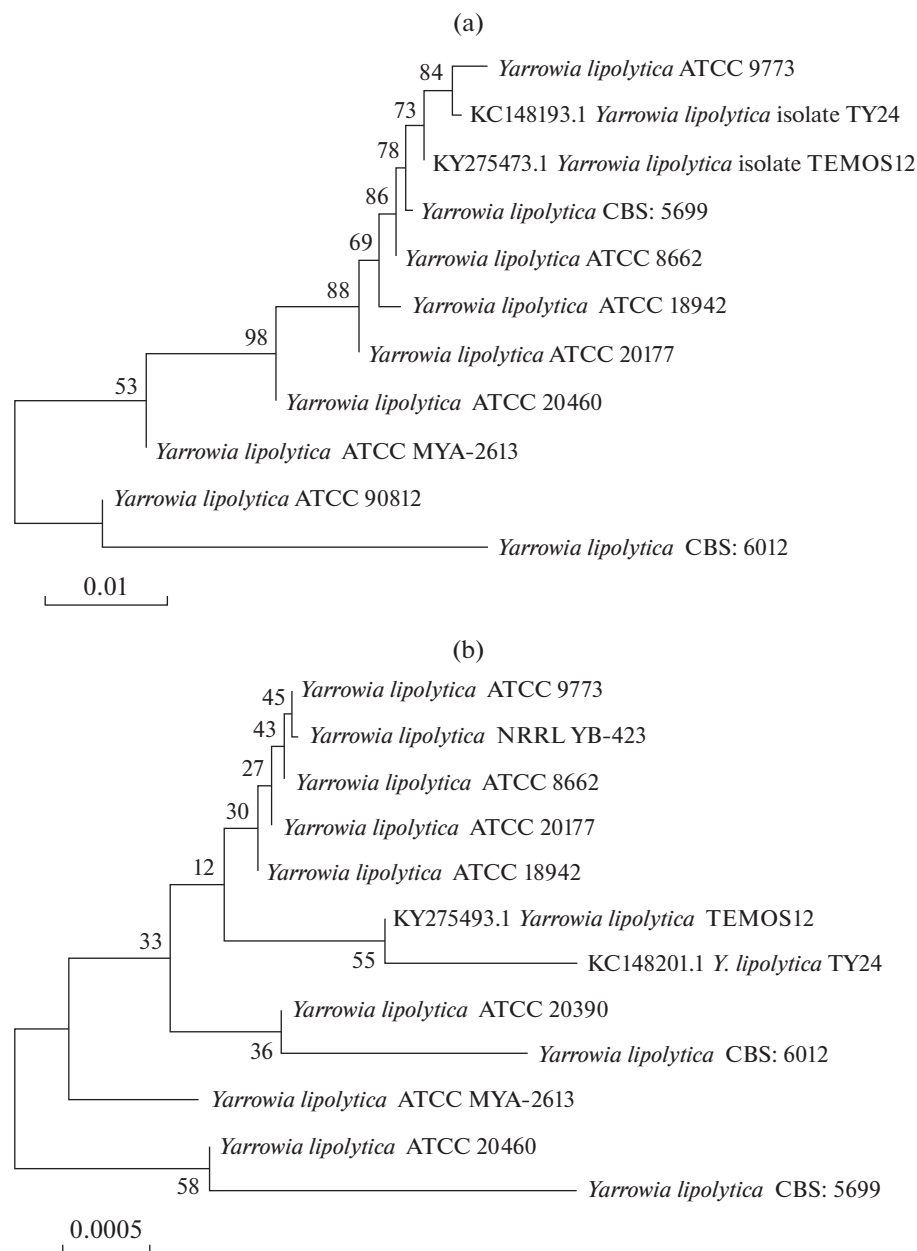 (a)
84 Yarrowia lipolytica ATCC 9773
73 KC148193.1 Yarrowia lipolytica isolate TY24
78 KY275473.1 Yarrowia lipolytica isolate TEMOS12
86 Yarrowia lipolytica CBS: 5699
69 Yarrowia lipolytica ATCC 8662
88 Yarrowia lipolytica ATCC 18942
98 Yarrowia lipolytica ATCC 20177
53 Yarrowia lipolytica ATCC 20460
Yarrowia lipolytica ATCC MYA-2613
Yarrowia lipolytica ATCC 90812
Yarrowia lipolytica CBS: 6012
0.01
(b)
45 Yarrowia lipolytica ATCC 9773
43 Yarrowia lipolytica NRRL YB-423
27 Yarrowia lipolytica ATCC 8662
30 Yarrowia lipolytica ATCC 20177
12 Yarrowia lipolytica ATCC 18942
KY275493.1 Yarrowia lipolytica TEMOS12
33
55 KC148201.1 Y. lipolytica TY24
Yarrowia lipolytica ATCC 20390
36 Yarrowia lipolytica CBS: 6012
Yarrowia lipolytica ATCC MYA-2613
Yarrowia lipolytica ATCC 20460
58 Yarrowia lipolytica CBS: 5699
0.0005